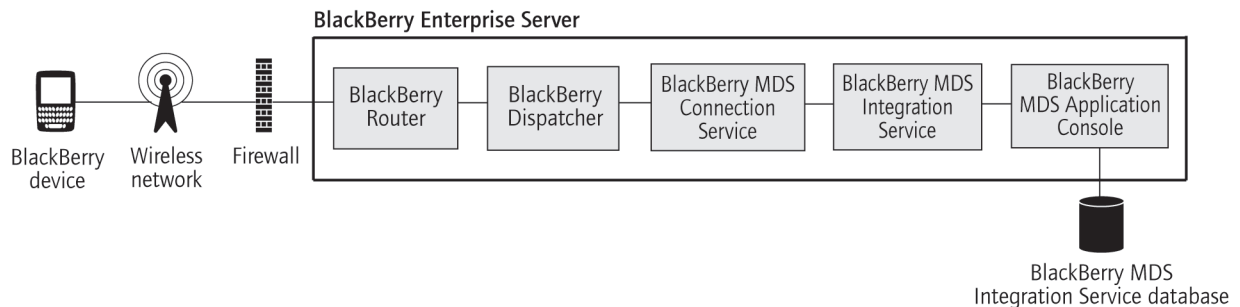 BlackBerry Enterprise Server
BlackBerry
device
Wireless
network
Firewall
BlackBerry
Router
BlackBerry
Dispatcher
BlackBerry MDS
Connection
Service
BlackBerry MDS
Integration
Service
BlackBerry
MDS Application
Console
BlackBerry MDS
Integration Service database